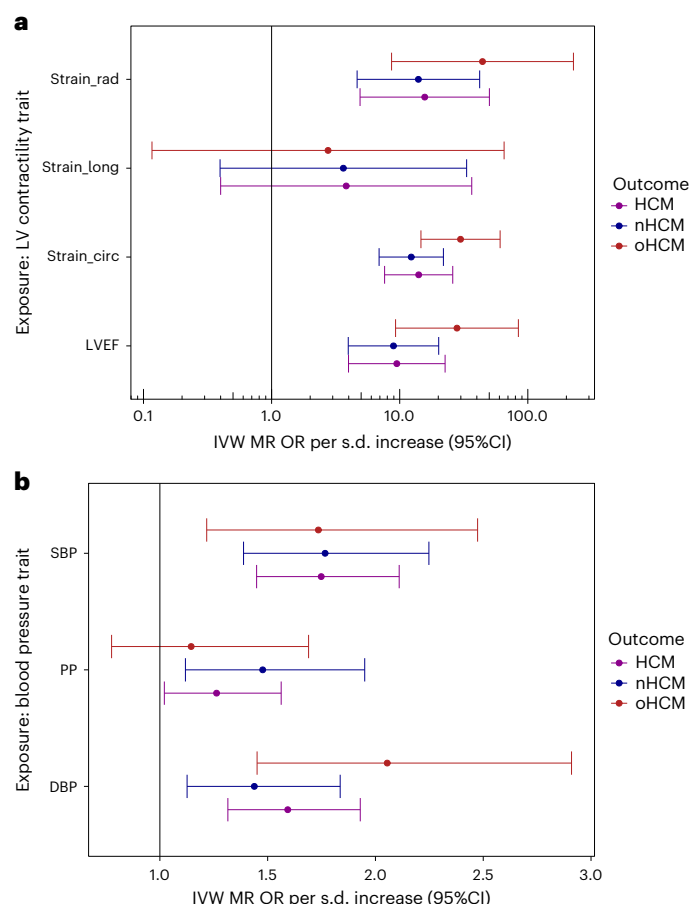 a
Exposure: LV contractility trait
Strain_rad
Strain_long
Strain_circ
LVEF
0.1 1.0 10.0 100.0
IVW MR OR per s.d. increase (95%CI)
Outcome
HCM
nHCM
oHCM
b
Exposure: blood pressure trait
SBP
PP
DBP
1.0 1.5 2.0 2.5 3.0
IVW MR OR per s.d. increase (95%CI)
Outcome
HCM
nHCM
oHCM